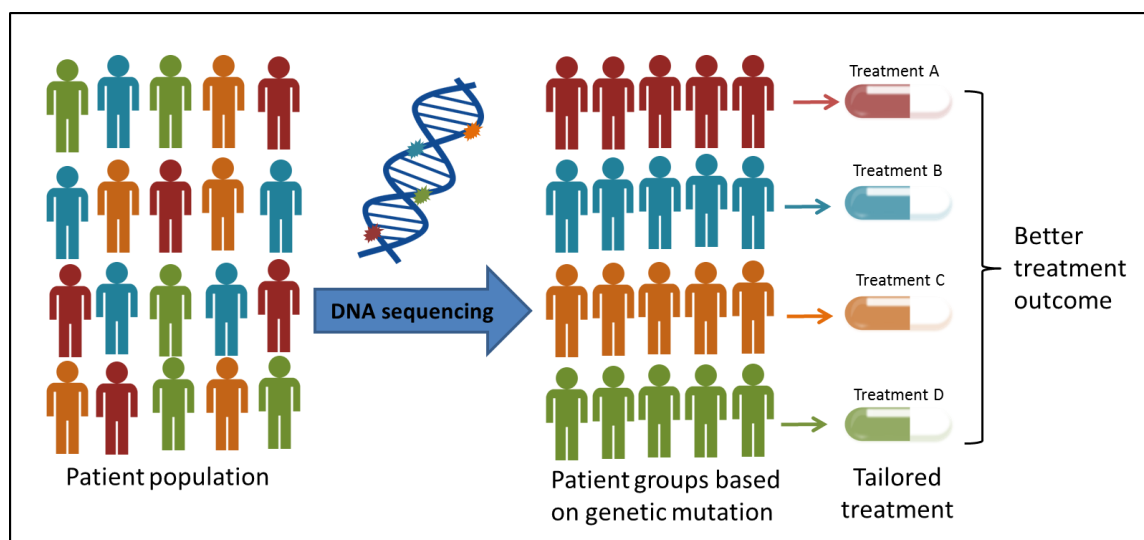 Patient population
DNA sequencing
Patient groups based
on genetic mutation
Treatment A
Treatment B
Treatment C
Treatment D
Tailored
treatment
Better
treatment
outcome